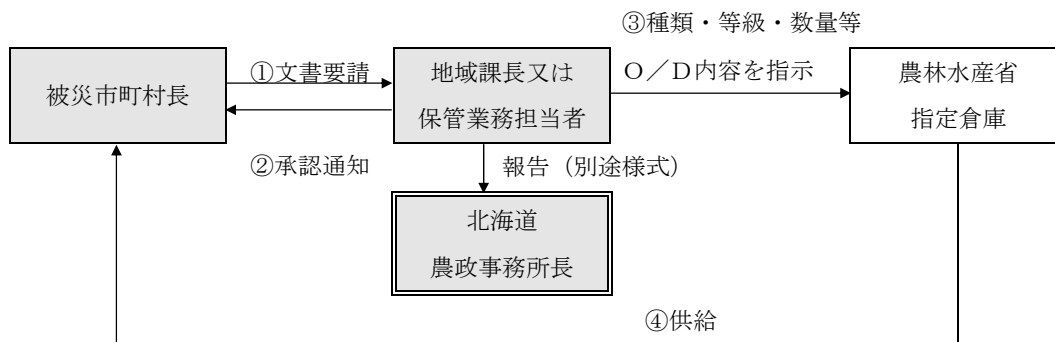 ③種類・等級・数量等
被災市町村長
①文書要請
地域課長又は
保管業務担当者
Ｏ／Ｄ内容を指示
農林水産省
指定倉庫
②承認通知
報告（別途様式）
北海道
農政事務所長
④供給